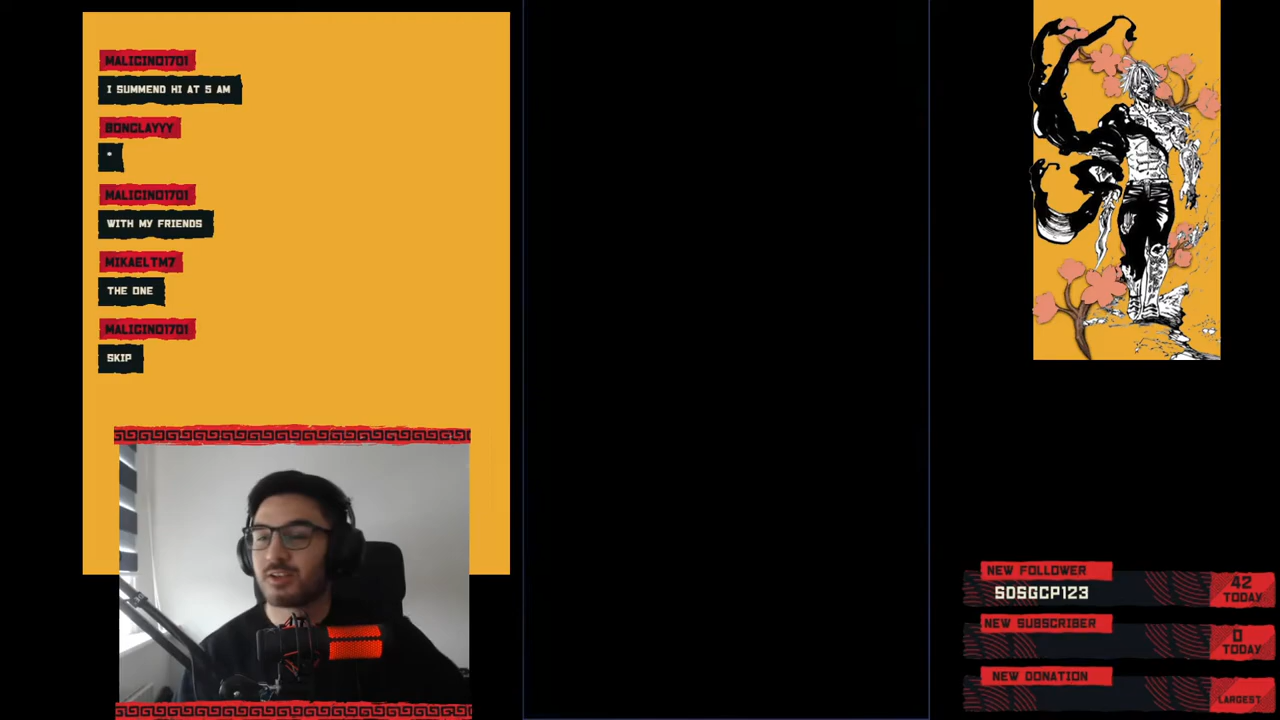 MALICINO1701
I SUMMEND HI AT 5 AM
BONCLAYYY
"
MALICINO1701
WITH MY FRIENDS
MIKAELTM7
THE ONE
MALICINO1701
SKIP
NEW FOLLOWER
SOSGCP123
42
TODAY
NEW SUBSCRIBER
0
TODAY
NEW DONATION
LARGEST